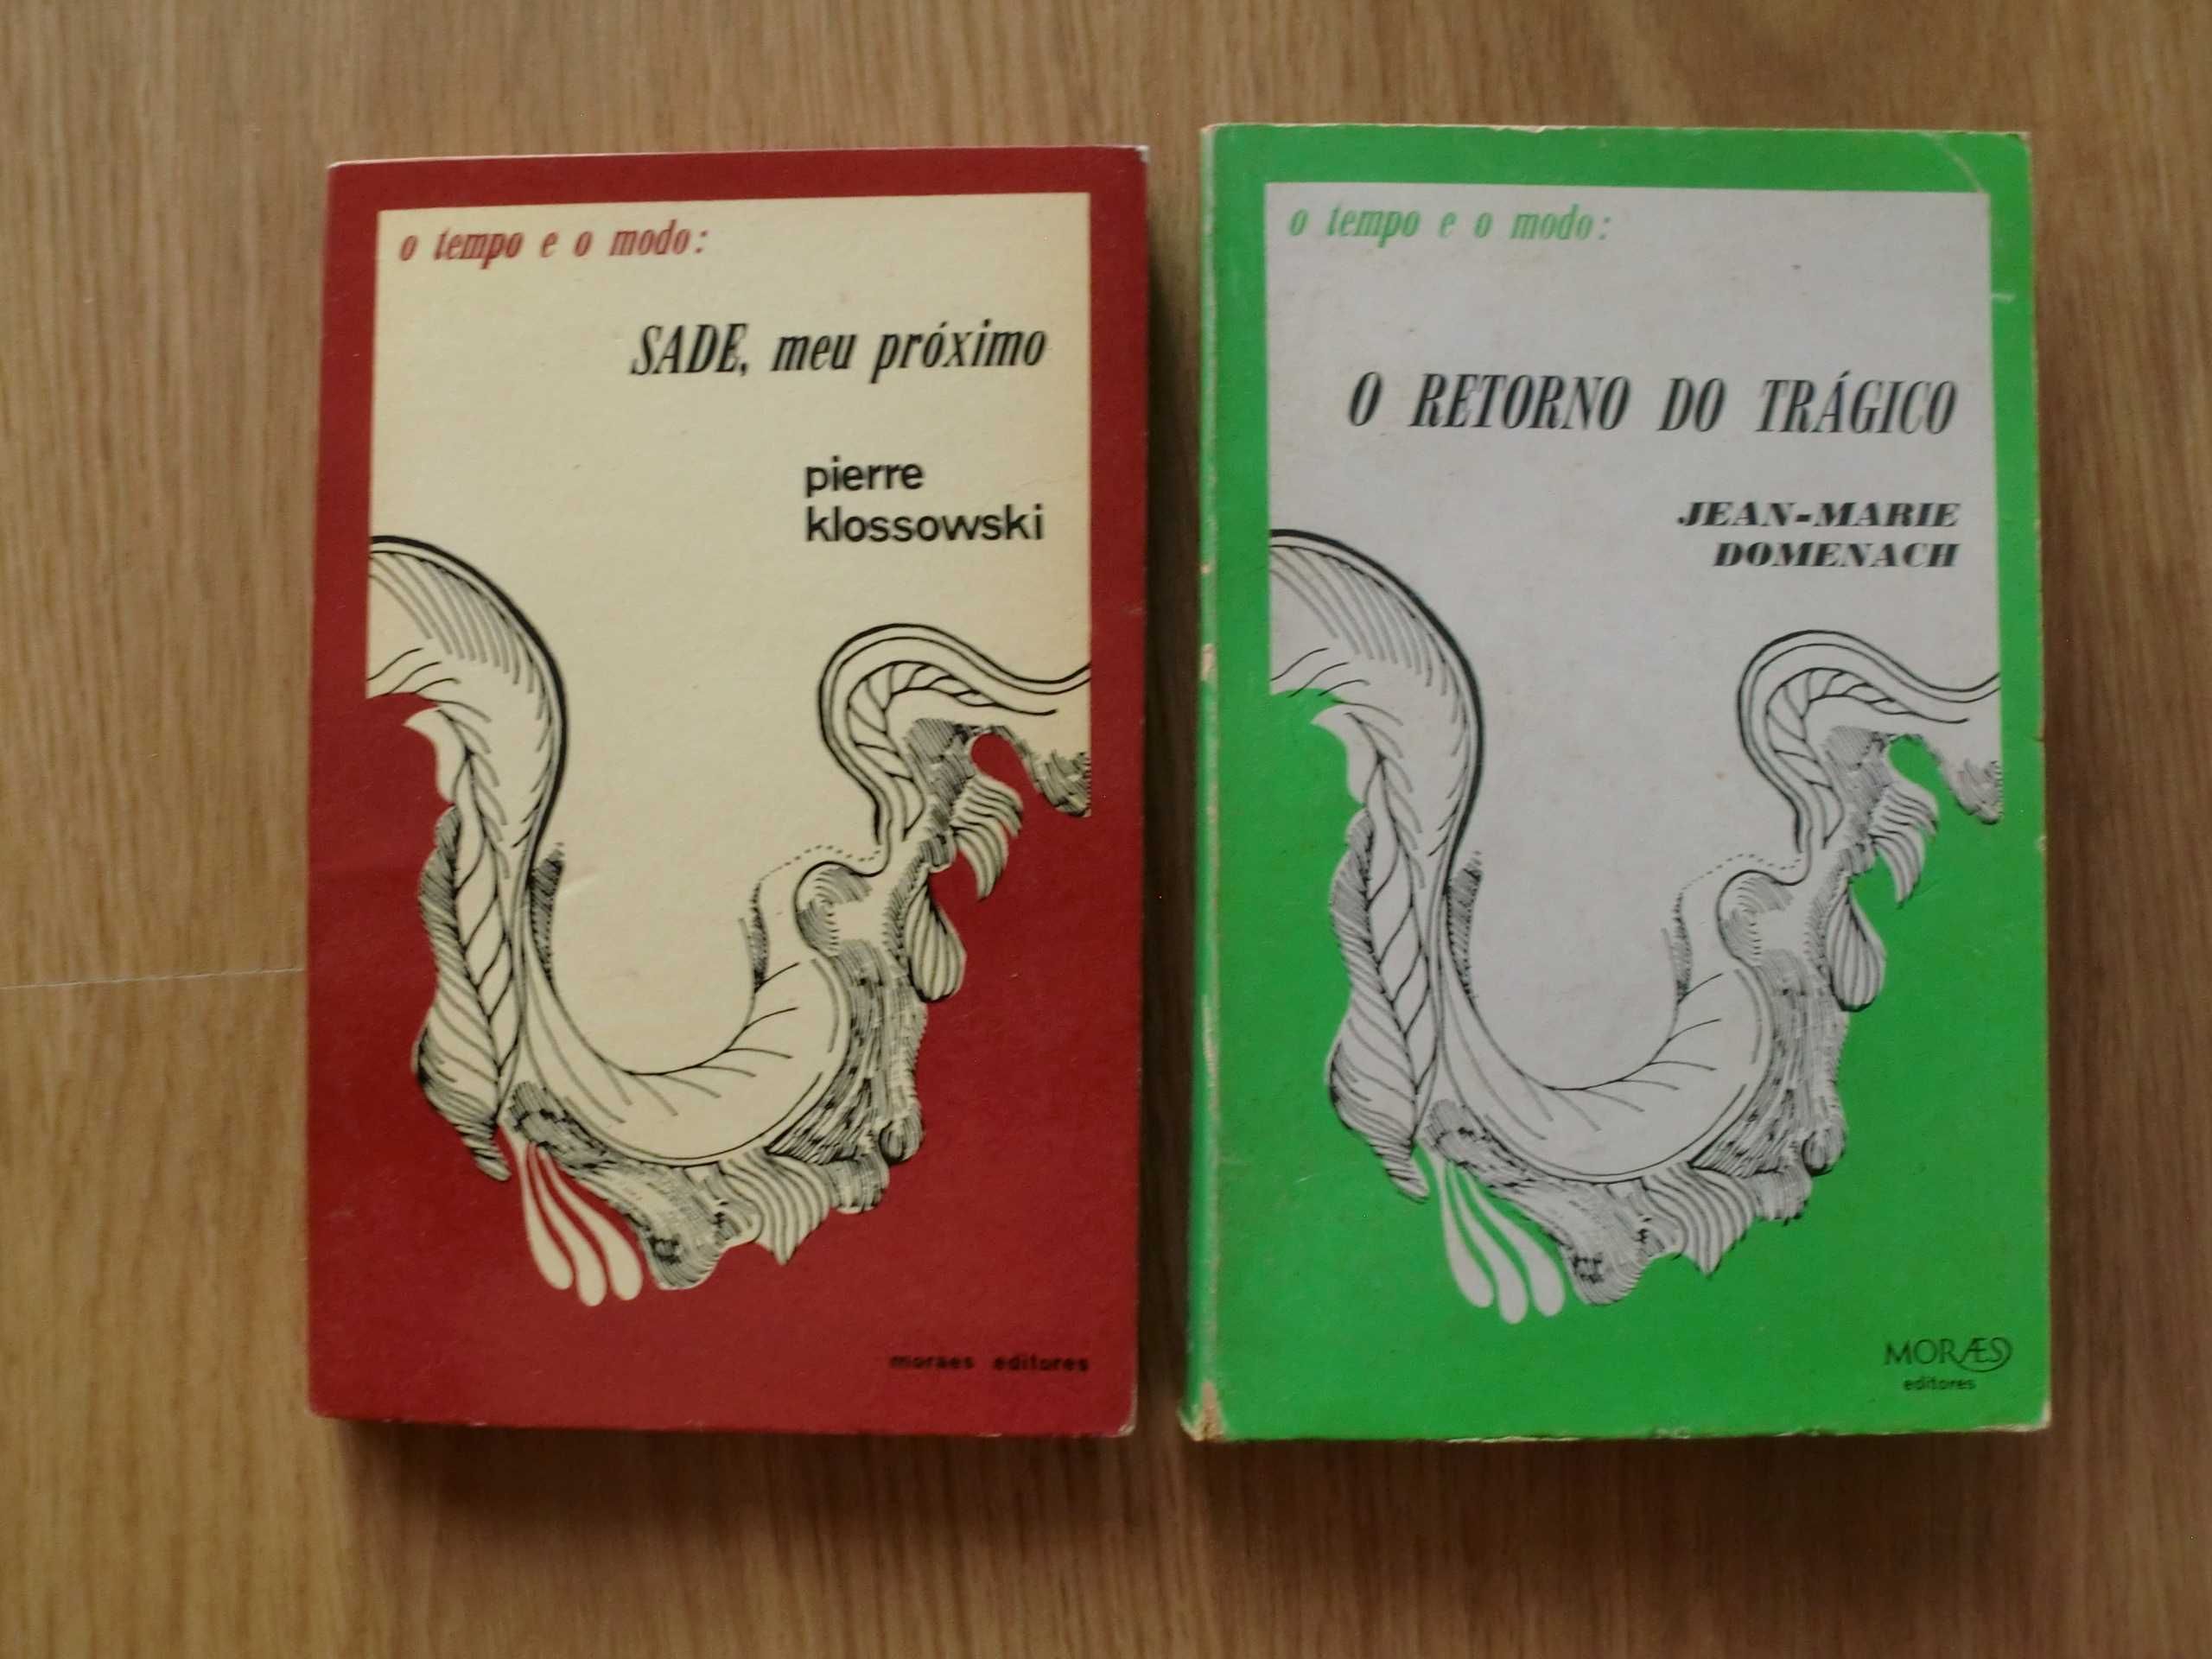 o tempo e o modo:
SADE, meu próximo
pierre
klossowski
moraes editores
o tempo e o modo:
O RETORNO DO TRÁGICO
JEAN-MARIE
DOMENACH
MORÆS
editores